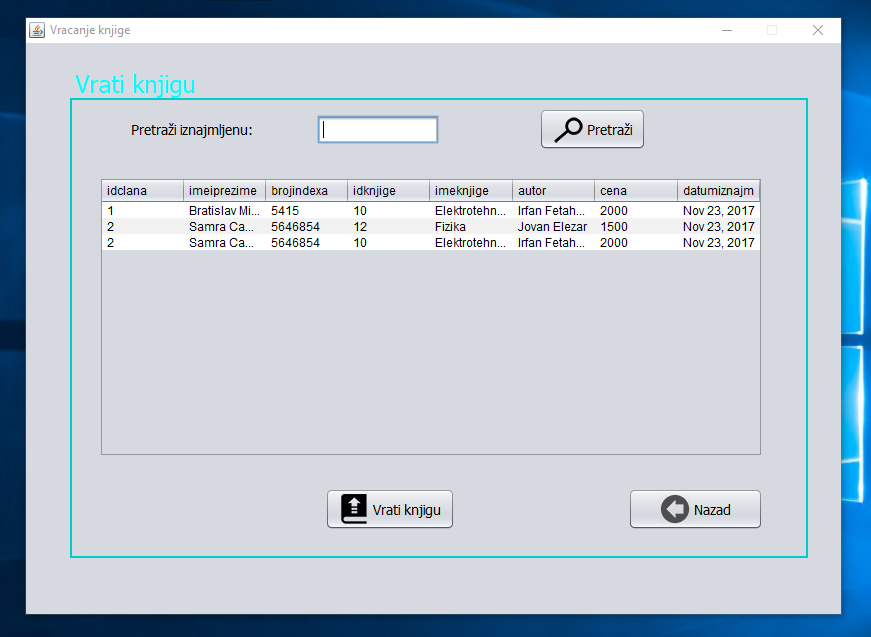 Vracanje knjige
Vrati knjigu
Pretraži iznajmljenu: Pretraži
idclana imeiprezime brojindexa idknjige imeknjige autor cena datumiznajm
1 Bratislav Mi... 5415 10 Elektrotehn... Irfan Fetah... 2000 Nov 23, 2017
2 Samra Ca... 5646854 12 Fizika Jovan Elezar 1500 Nov 23, 2017
2 Samra Ca... 5646854 10 Elektrotehn... Irfan Fetah... 2000 Nov 23, 2017
Vrati knjigu Nazad